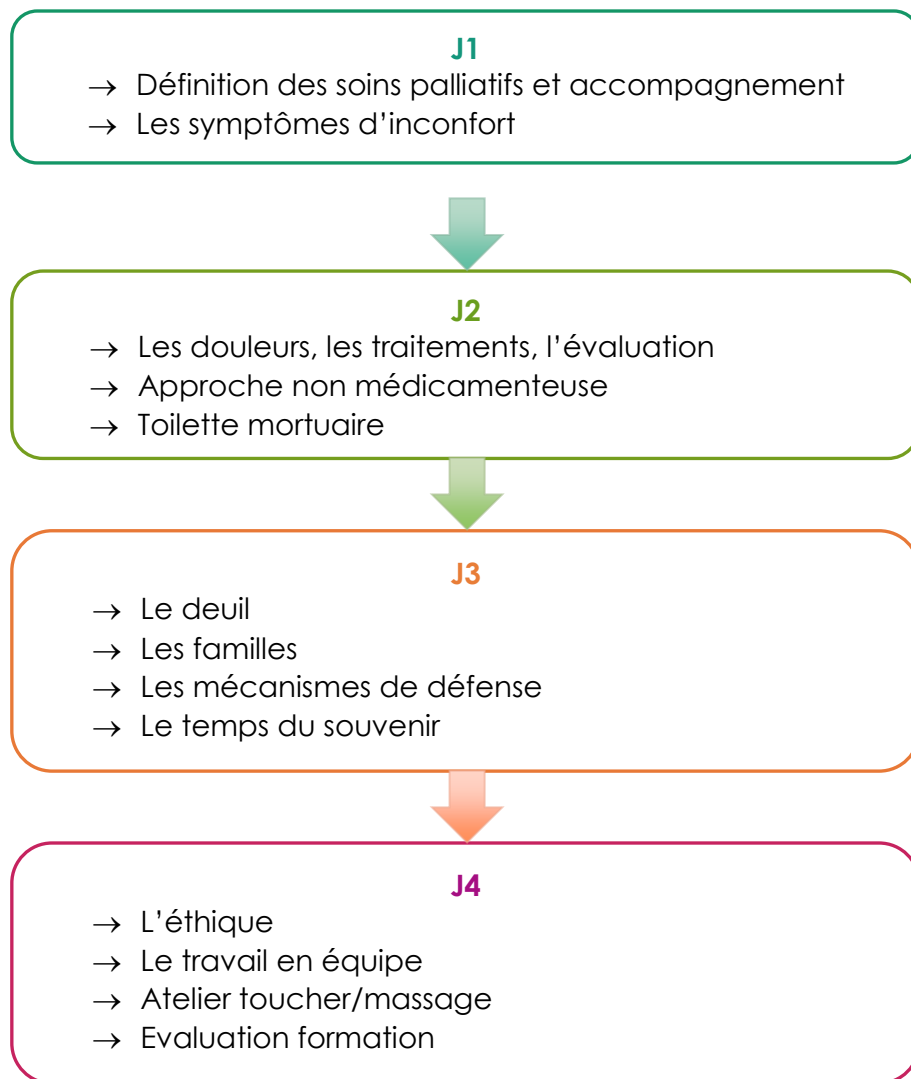 J1
→ Définition des soins palliatifs et accompagnement
→ Les symptômes d’inconfort
J2
→ Les douleurs, les traitements, l’évaluation
→ Approche non médicamenteuse
→ Toilette mortuaire
J3
→ Le deuil
→ Les familles
→ Les mécanismes de défense
→ Le temps du souvenir
J4
→ L’éthique
→ Le travail en équipe
→ Atelier toucher/massage
→ Evaluation formation